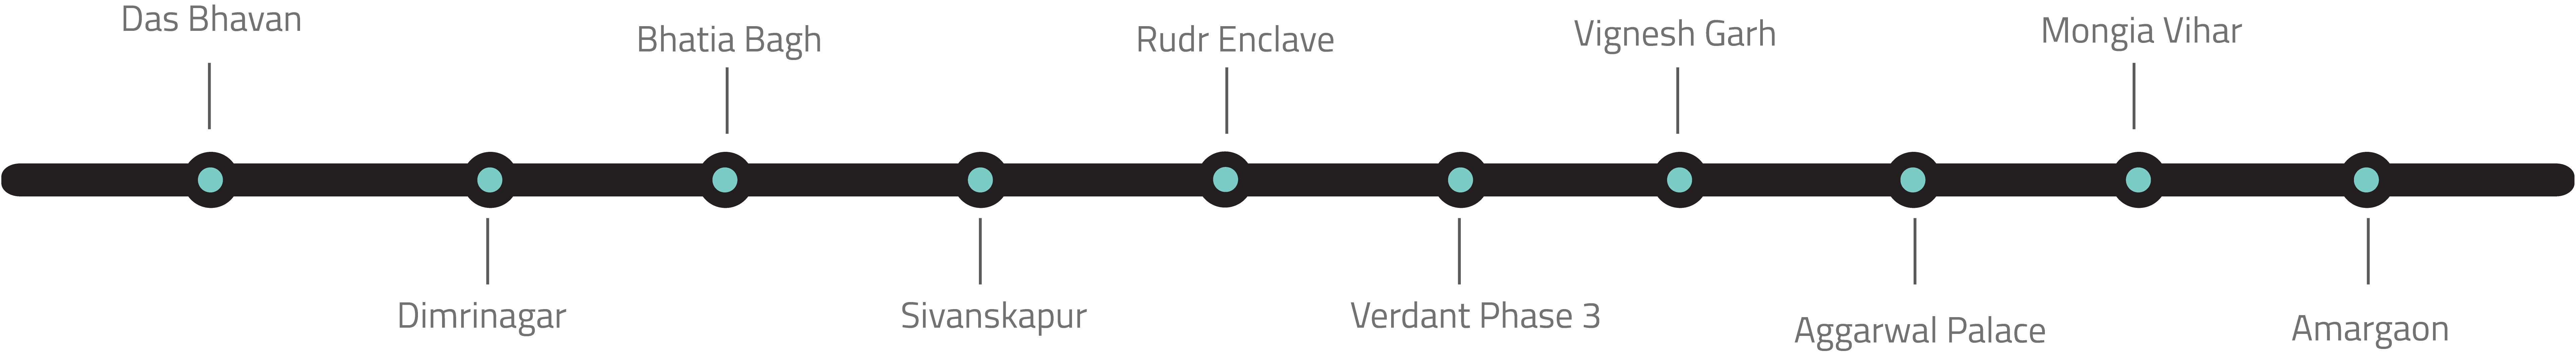 Das Bhavan
Dimrinagar
Bhatia Bagh
Sivanskapur
Rudr Enclave
Verdant Phase 3
Vignesh Garh
Aggarwal Palace
Mongia Vihar
Amargaon